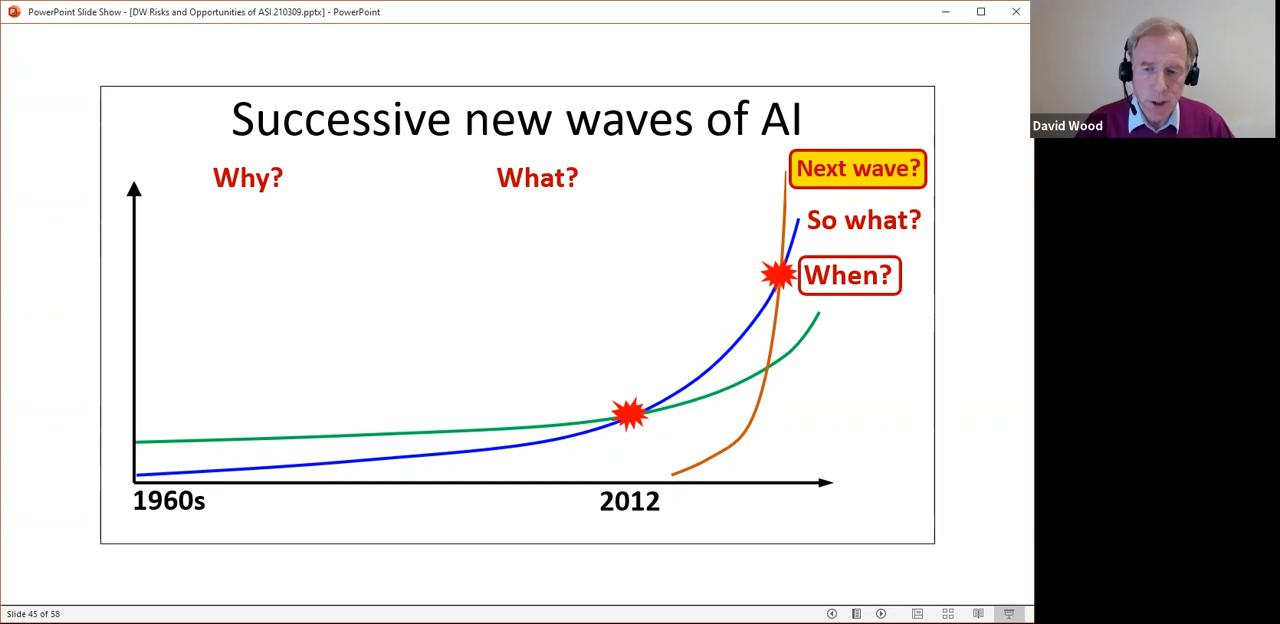 PowerPoint Slide Show - [DW Risks and Opportunities of ASI 210309.pptx] - PowerPoint
David Wood
Successive new waves of AI
Why?
What?
Next wave?
So what?
When?
1960s
2012
Slide 45 of 58